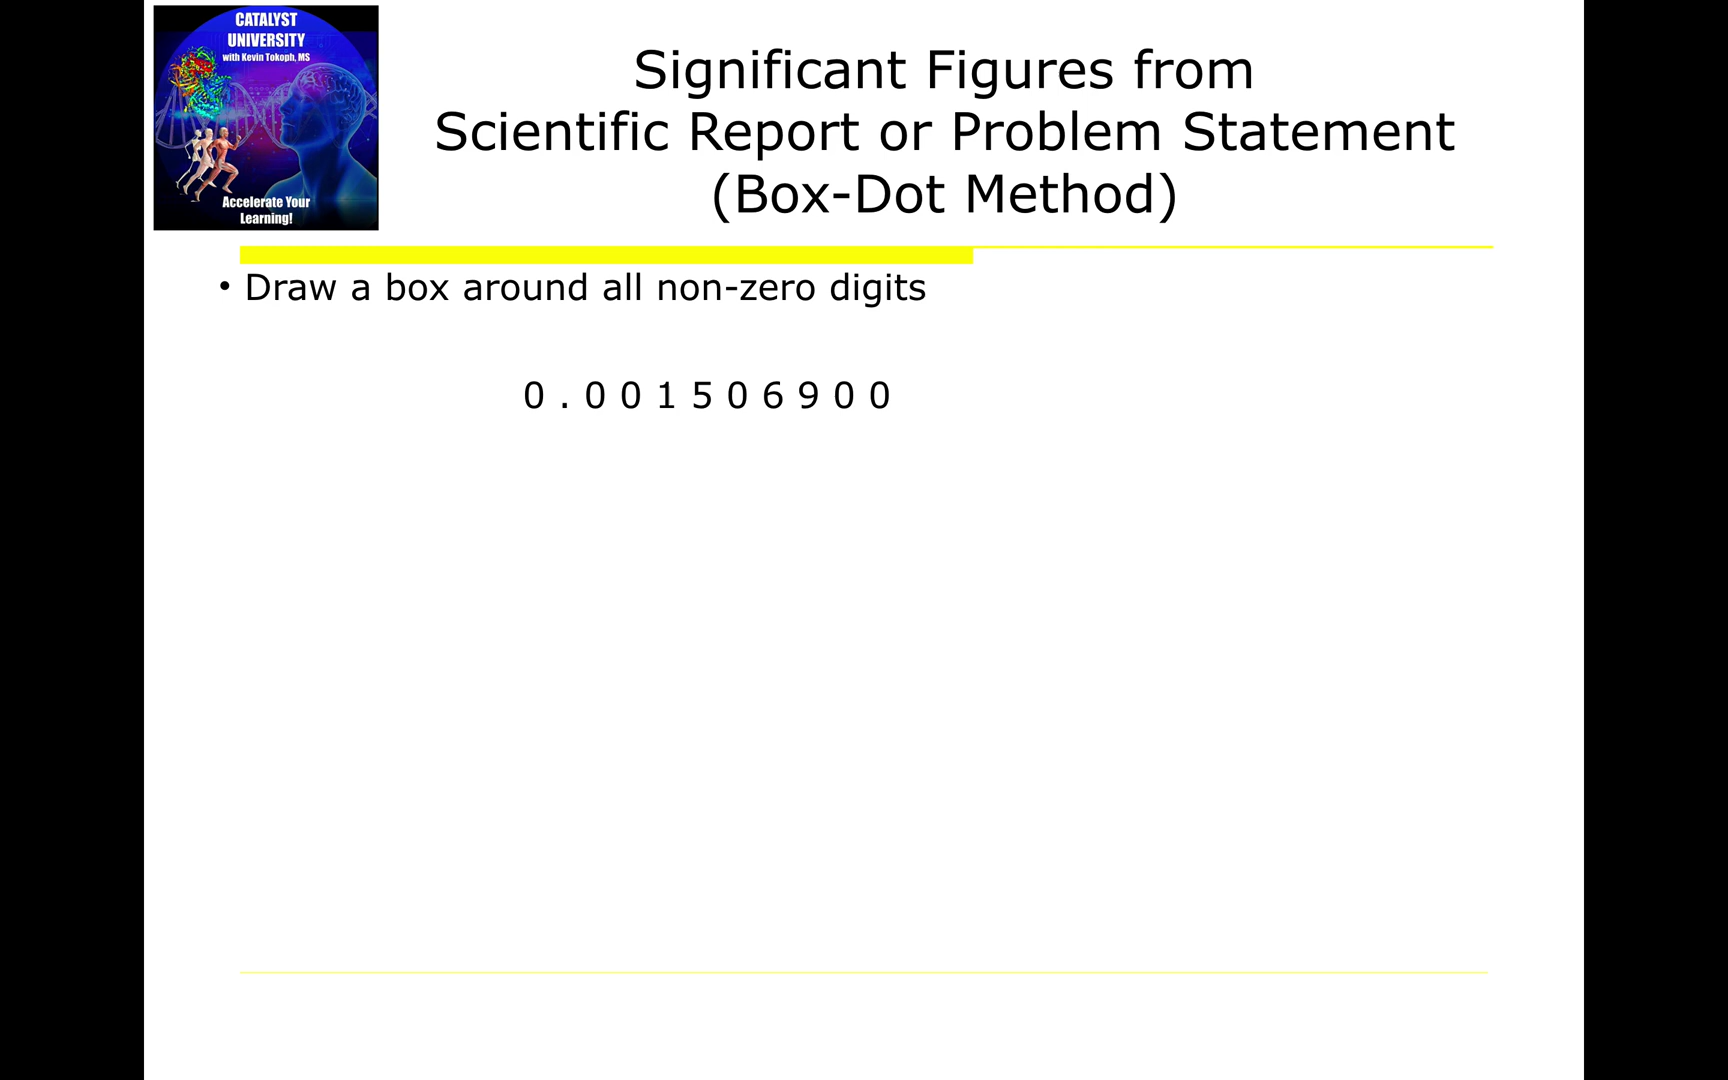 CATALYST
UNIVERSITY
with Kevin Tokoph, MS
Accelerate Your
Learning!
Significant Figures from
Scientific Report or Problem Statement
(Box-Dot Method)
• Draw a box around all non-zero digits
0 . 0 0 1 5 0 6 9 0 0